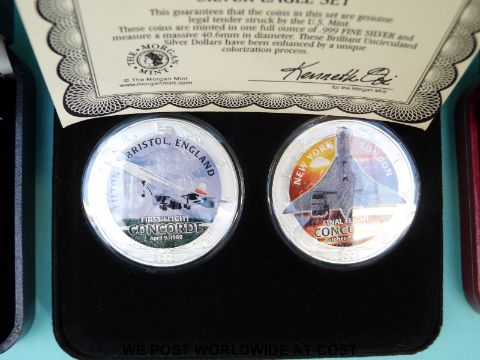 SILVER EAGLE SET
This guarantees that the coins in this set are genuine
legal tender struck by the U.S. Mint.
These coins are minted in one full ounce of .999 FINE SILVER and
measure a massive 40.6mm in diameter. These Brilliant Uncirculated
Silver Dollars have been enhanced by a unique
colorization process.
THE MORGAN MINT
© The Morgan Mint
www.morganmint.com
for the Morgan Mint
BRISTOL, ENGLAND
FIRST FLIGHT
CONCORDE
April 9, 1969
NEW YORK LONDON
FINAL FLIGHT
WE POST WORLDWIDE AT COST